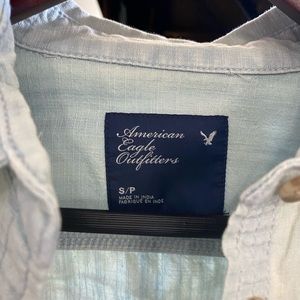 American
Eagle
Outfitters
S/P
MADE IN INDIA
FABRIQUÉ EN INDE